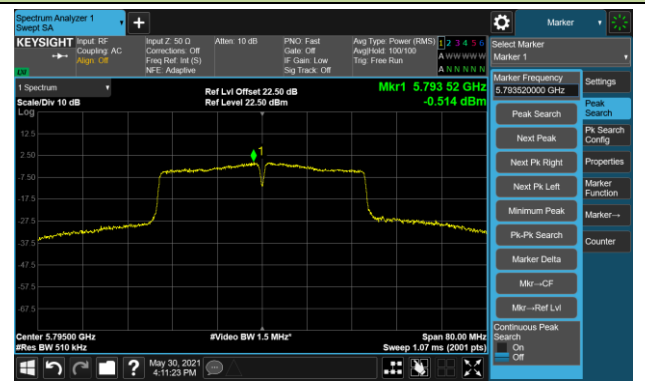 Spectrum Analyzer 1
Swept SA
Marker
KEYSIGHT
Input: RF
Coupling: AC
Align: Off
Input Z: 50 Ω
Corrections: Off
Freq Ref: Int (S)
NFE: Adaptive
Atten: 10 dB
PNO: Fast
Gate: Off
IF Gain: Low
Sig Track: Off
Avg Type: Power (RMS)
Avg|Hold: 100/100
Trig: Free Run
1 2 3 4 5 6
A W W W W W
A N N N N N
Select Marker
Marker 1
1 Spectrum
Scale/Div 10 dB
Log
Ref Lvl Offset 22.50 dB
Ref Level 22.50 dBm
Mkr1 5.793 52 GHz
-0.514 dBm
12.5
2.50
-7.50
-17.5
-27.5
-37.5
-47.5
-57.5
-67.5
1
Center 5.79500 GHz
#Res BW 510 kHz
#Video BW 1.5 MHz*
Span 80.00 MHz
Sweep 1.07 ms (2001 pts)
Marker Frequency
5.793520000 GHz
Peak Search
Next Peak
Next Pk Right
Next Pk Left
Minimum Peak
Pk-Pk Search
Marker Delta
Mkr→CF
Mkr→Ref Lvl
Continuous Peak
Search
On
Off
Settings
Peak
Search
Pk Search
Config
Properties
Marker
Function
Marker→
Counter
?
May 30, 2021
4:11:23 PM